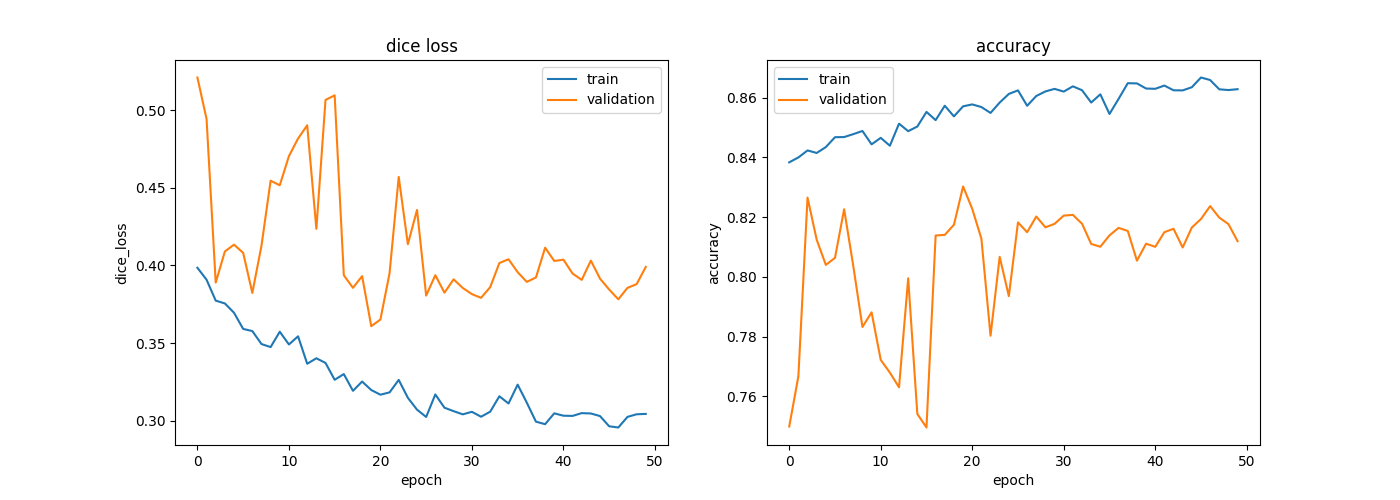 dice loss
dice_loss
0.50
0.45
0.40
0.35
0.30
train
validation
0 10 20 30 40 50
epoch
accuracy
accuracy
0.86
0.84
0.82
0.80
0.78
0.76
train
validation
0 10 20 30 40 50
epoch